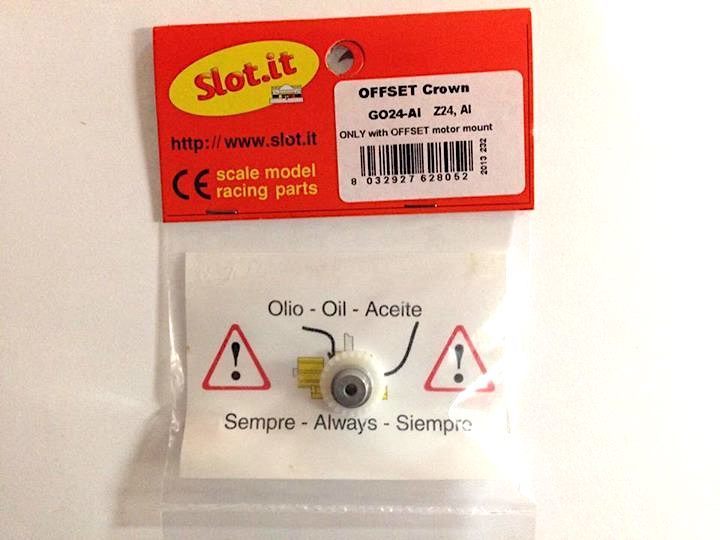 Slot.it
http://www.slot.it
CE scale model
racing parts
OFFSET Crown
GO24-Al Z24, Al
ONLY with OFFSET motor mount
8 032927 628052
2013 232
Olio - Oil - Aceite
! !
Sempre - Always - Siempre